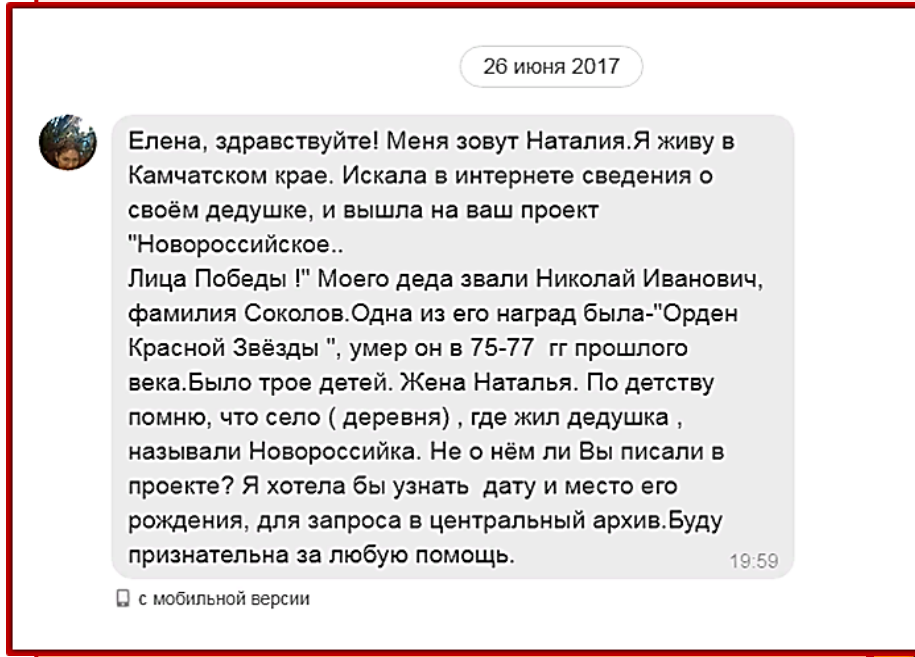 26 июня 2017
Елена, здравствуйте! Меня зовут Наталия.Я живу в
Камчатском крае. Искала в интернете сведения о
своём дедушке, и вышла на ваш проект
"Новороссийское..
Лица Победы !" Моего деда звали Николай Иванович,
фамилия Соколов.Одна из его наград была-"Орден
Красной Звёзды ", умер он в 75-77 гг прошлого
века.Было трое детей. Жена Наталья. По детству
помню, что село ( деревня) , где жил дедушка ,
называли Новороссийка. Не о нём ли Вы писали в
проекте? Я хотела бы узнать дату и место его
рождения, для запроса в центральный архив.Буду
признательна за любую помощь.
19:59
с мобильной версии